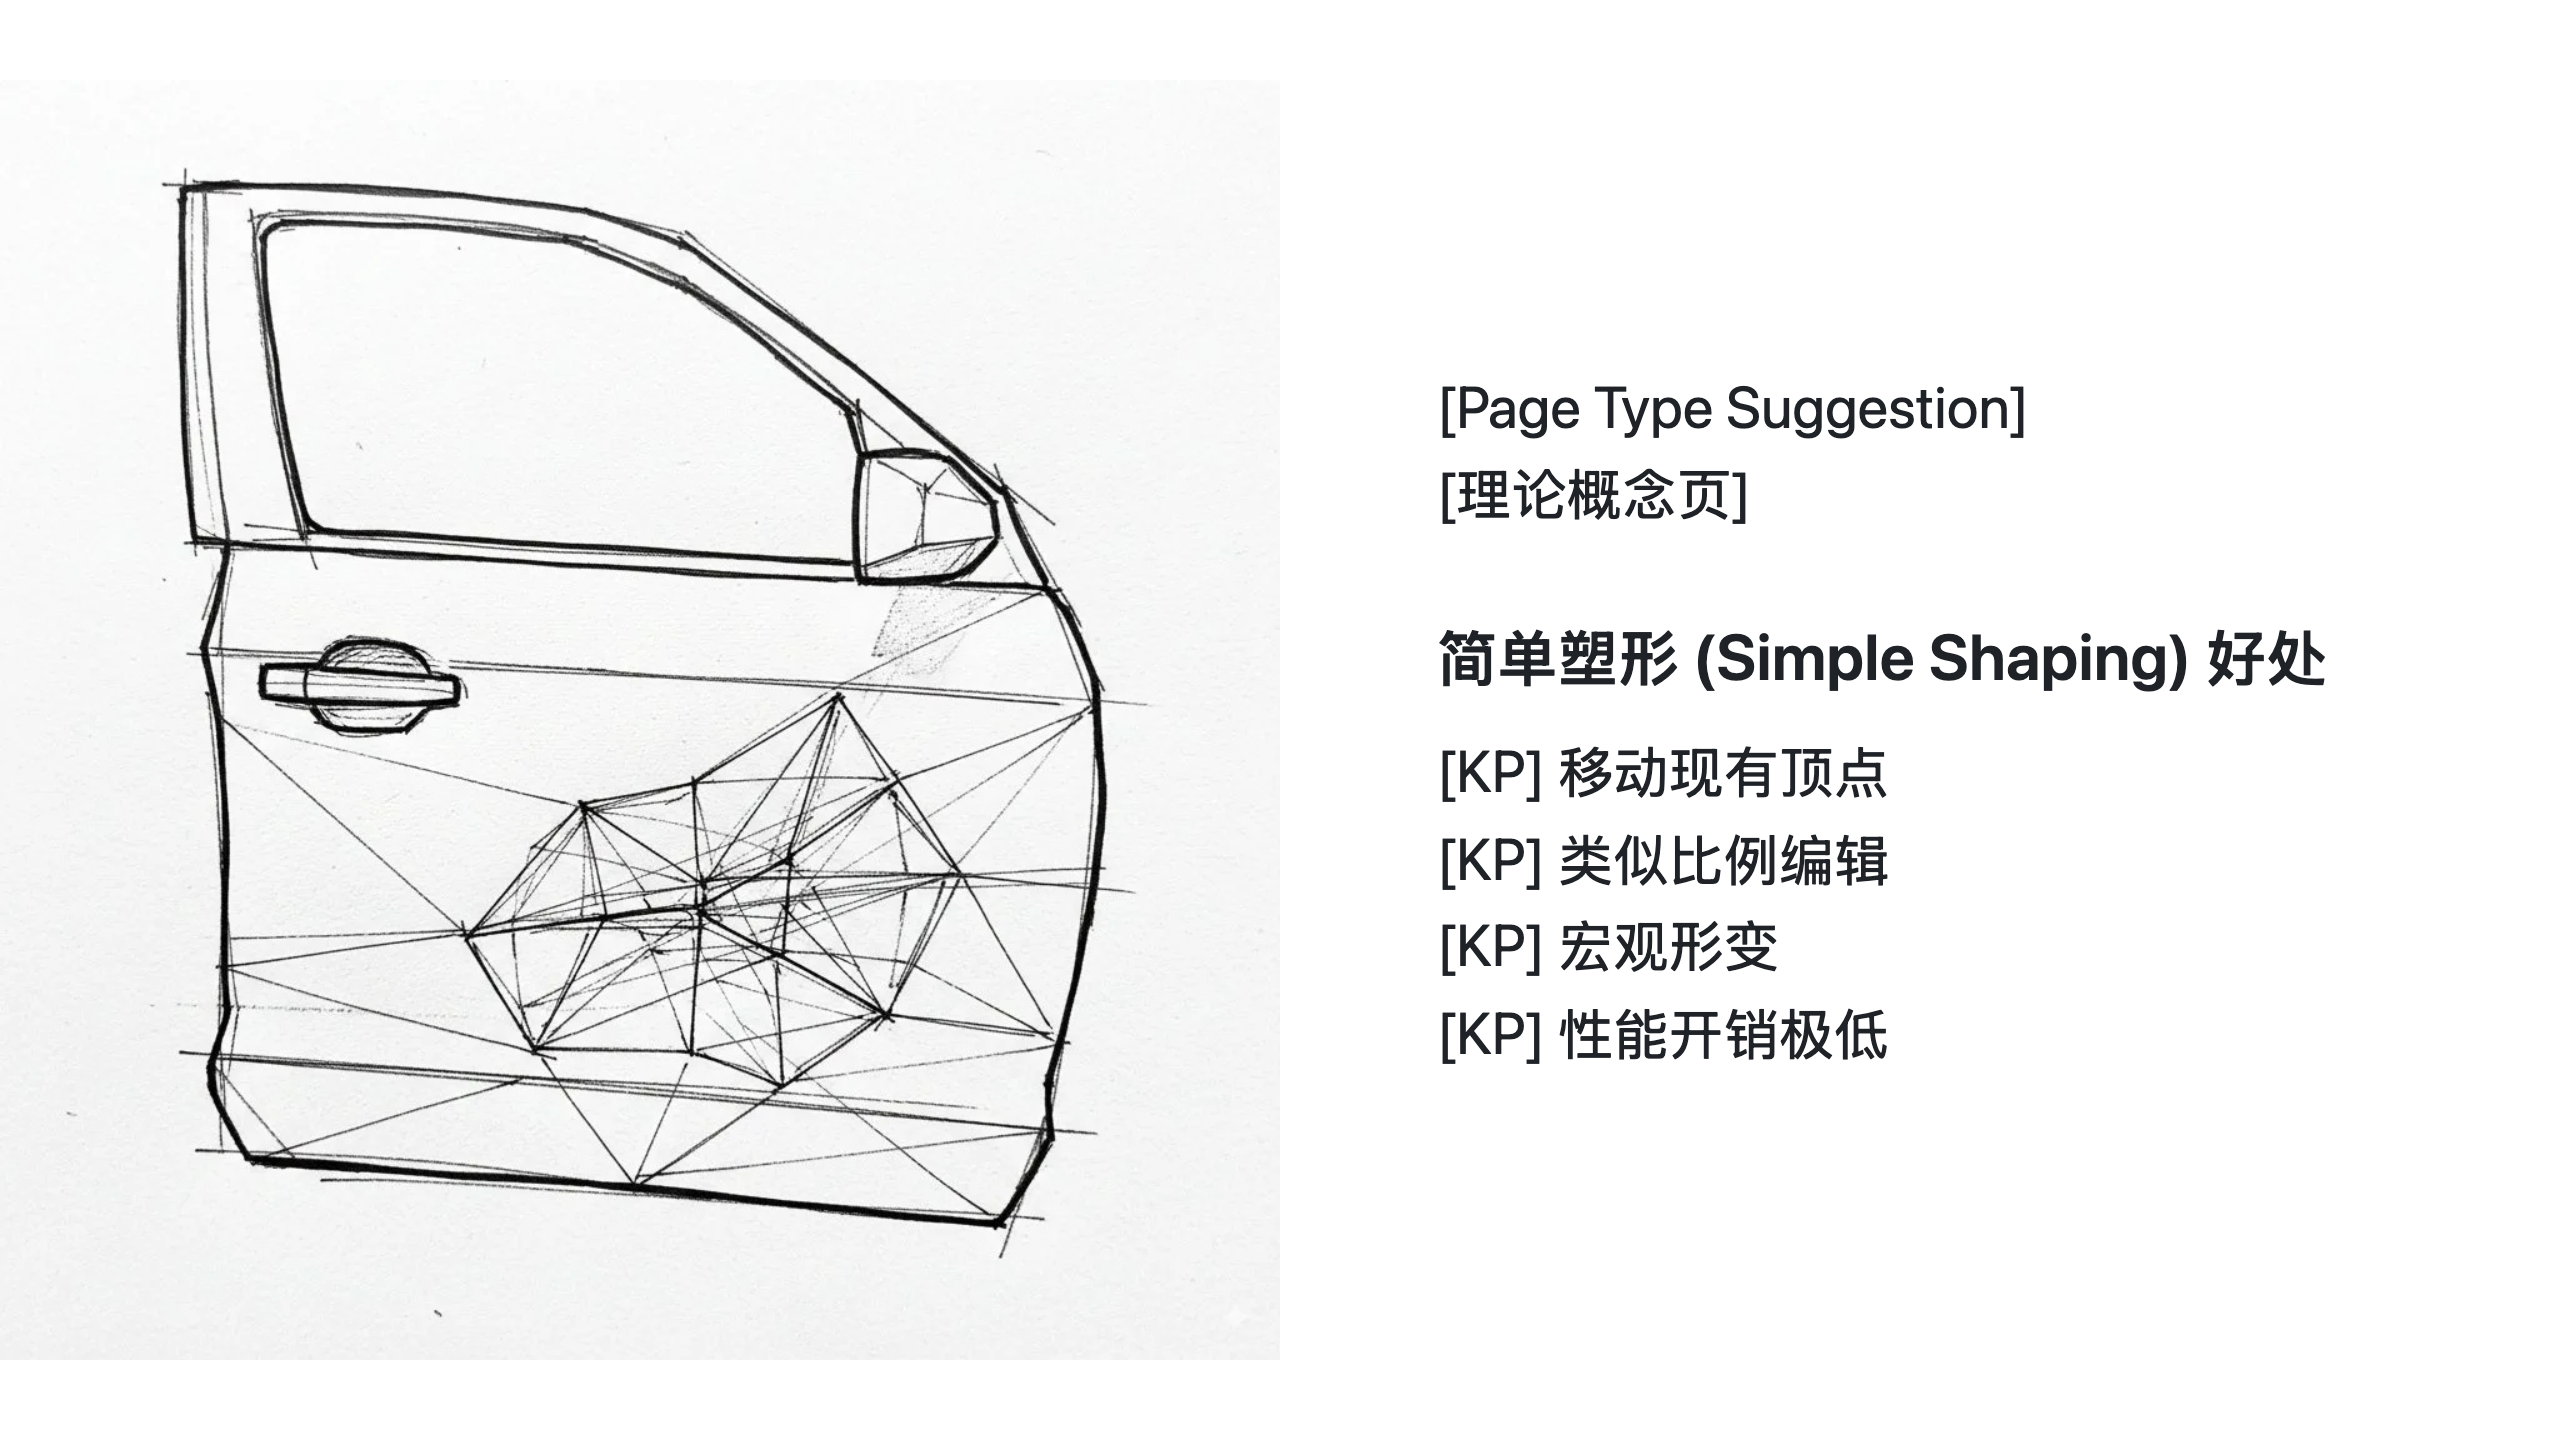 [Page Type Suggestion]
[理论概念页]
简单塑形 (Simple Shaping) 好处
[KP] 移动现有顶点
[KP] 类似比例编辑
[KP] 宏观形变
[KP] 性能开销极低